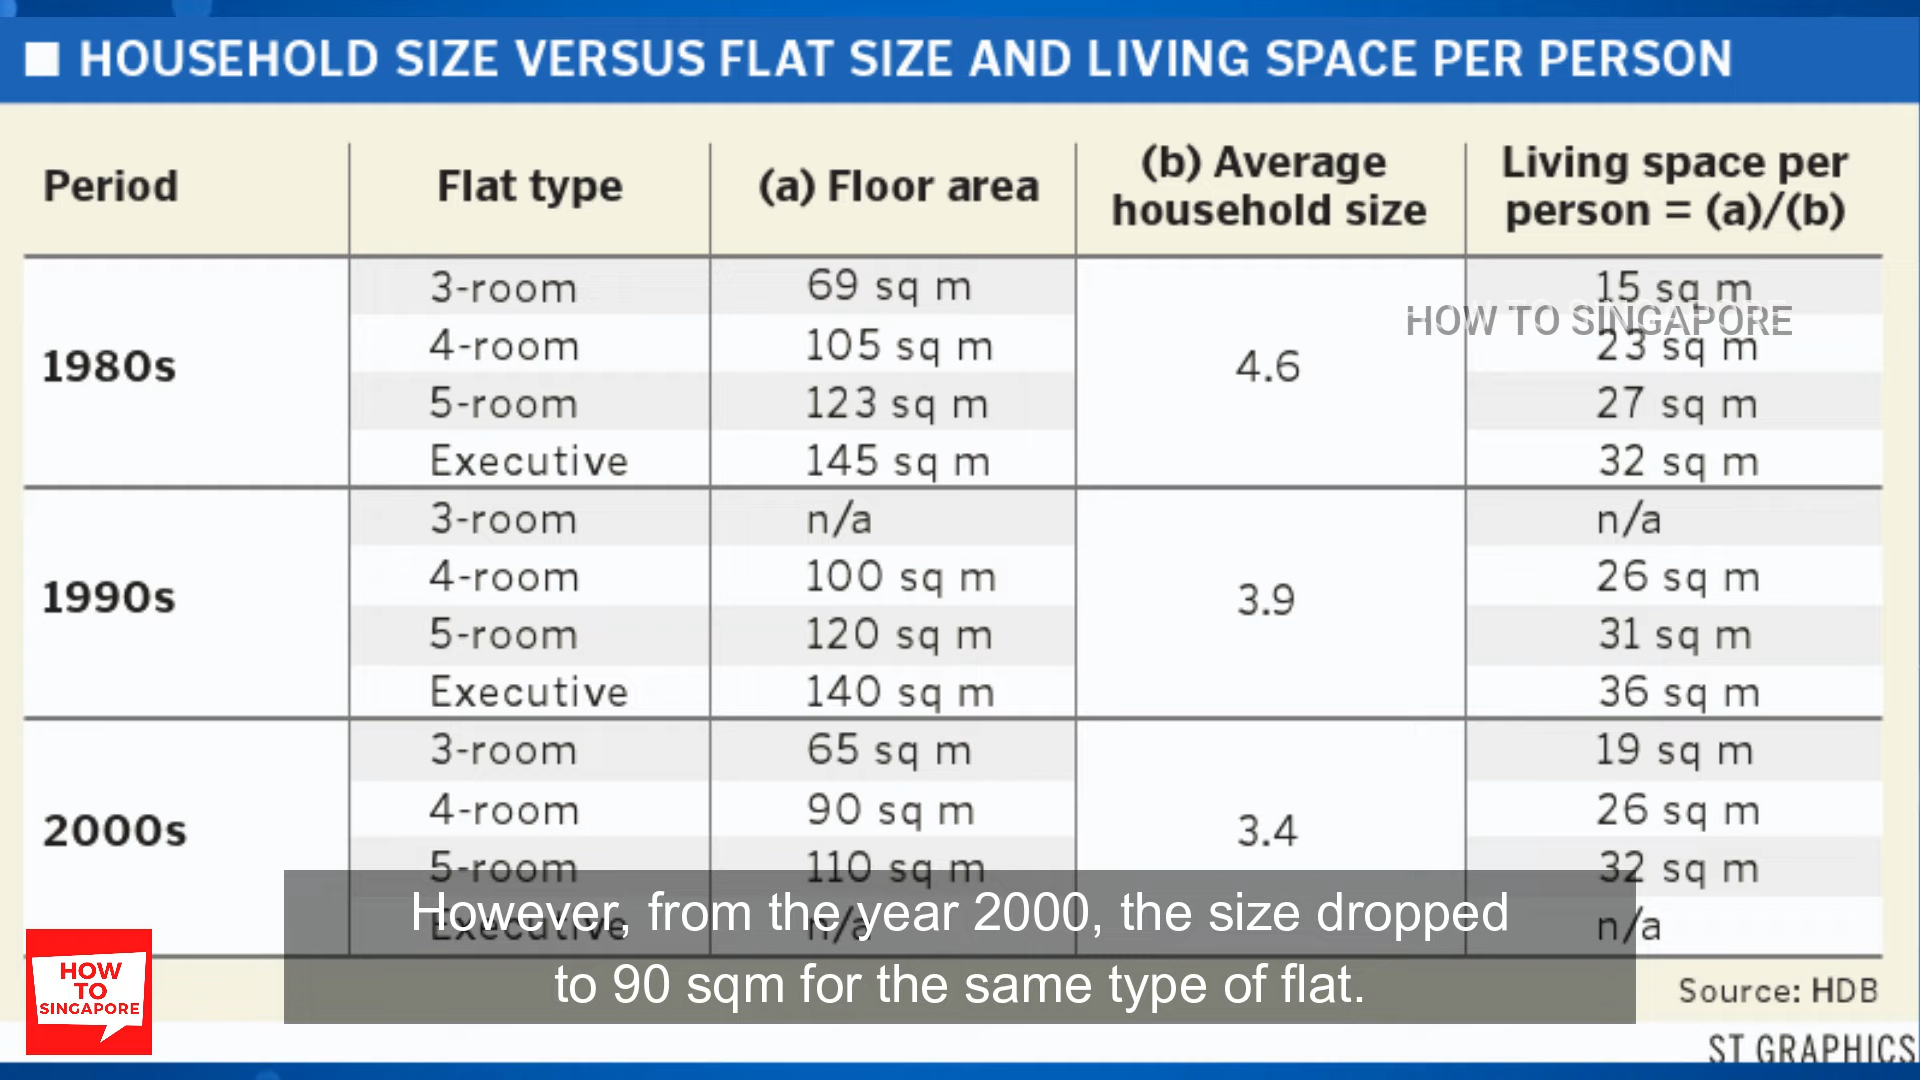 HOUSEHOLD SIZE VERSUS FLAT SIZE AND LIVING SPACE PER PERSON
Period Flat type (a) Floor area (b) Average household size Living space per person = (a)/(b)
1980s 4.6
3-room 69 sq m 15 sq m
HOW TO SINGAPORE
4-room 105 sq m 23 sq m
5-room 123 sq m 27 sq m
Executive 145 sq m 32 sq m
1990s 3.9
3-room n/a n/a
4-room 100 sq m 26 sq m
5-room 120 sq m 31 sq m
Executive 140 sq m 36 sq m
2000s 3.4
3-room 65 sq m 19 sq m
4-room 90 sq m 26 sq m
5-room 110 sq m 32 sq m
Executive n/a n/a
However, from the year 2000, the size dropped
to 90 sqm for the same type of flat.
HOW
TO
SINGAPORE
Source: HDB
ST GRAPHICS